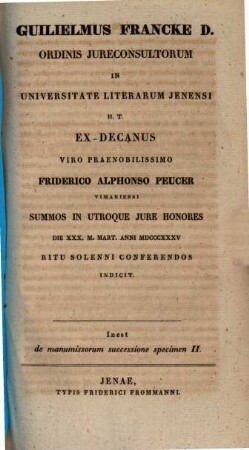 GUILIELMUS FRANCKE D.
ORDINIS JURECONSULTORUM
IN
UNIVERSITATE LITERARUM JENENSI
H. T.
EX-DECANUS
VIRO PRAENOBILISSIMO
FRIDERICO ALPHONSO PEUCER
VIMARIENSI
SUMMOS IN UTROQUE JURE HONORES
DIE XXX. M. MART. ANNI MDCCCXXXV
RITU SOLENNI CONFERENDOS
INDICIT.
Inest
de manumissorum successione specimen II.
JENAE,
TYPIS FRIDERICI FROMMANNI.